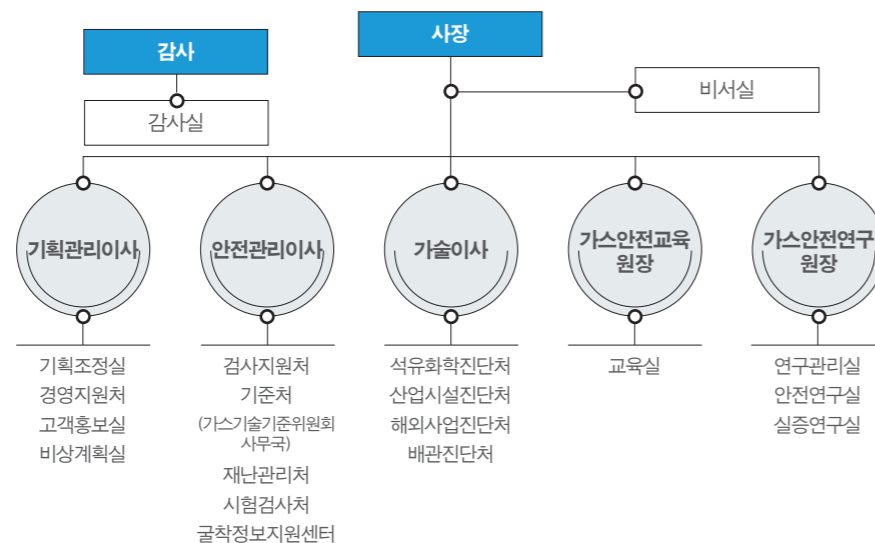 감사
사장
감사실
비서실
기획관리이사
안전관리이사
가술이사
가스안전교육
원장
가스안전연구
원장
기획조정실
경영지원처
고객홍보실
비상계획실
검사지원처
기준처
(가스기술기준위원회
사무국)
재난관리처
시험검사처
굴착정보지원센터
석유화학진단처
산업시설진단처
해외사업진단처
배관진단처
교육실
연구관리실
안전연구실
실증연구실